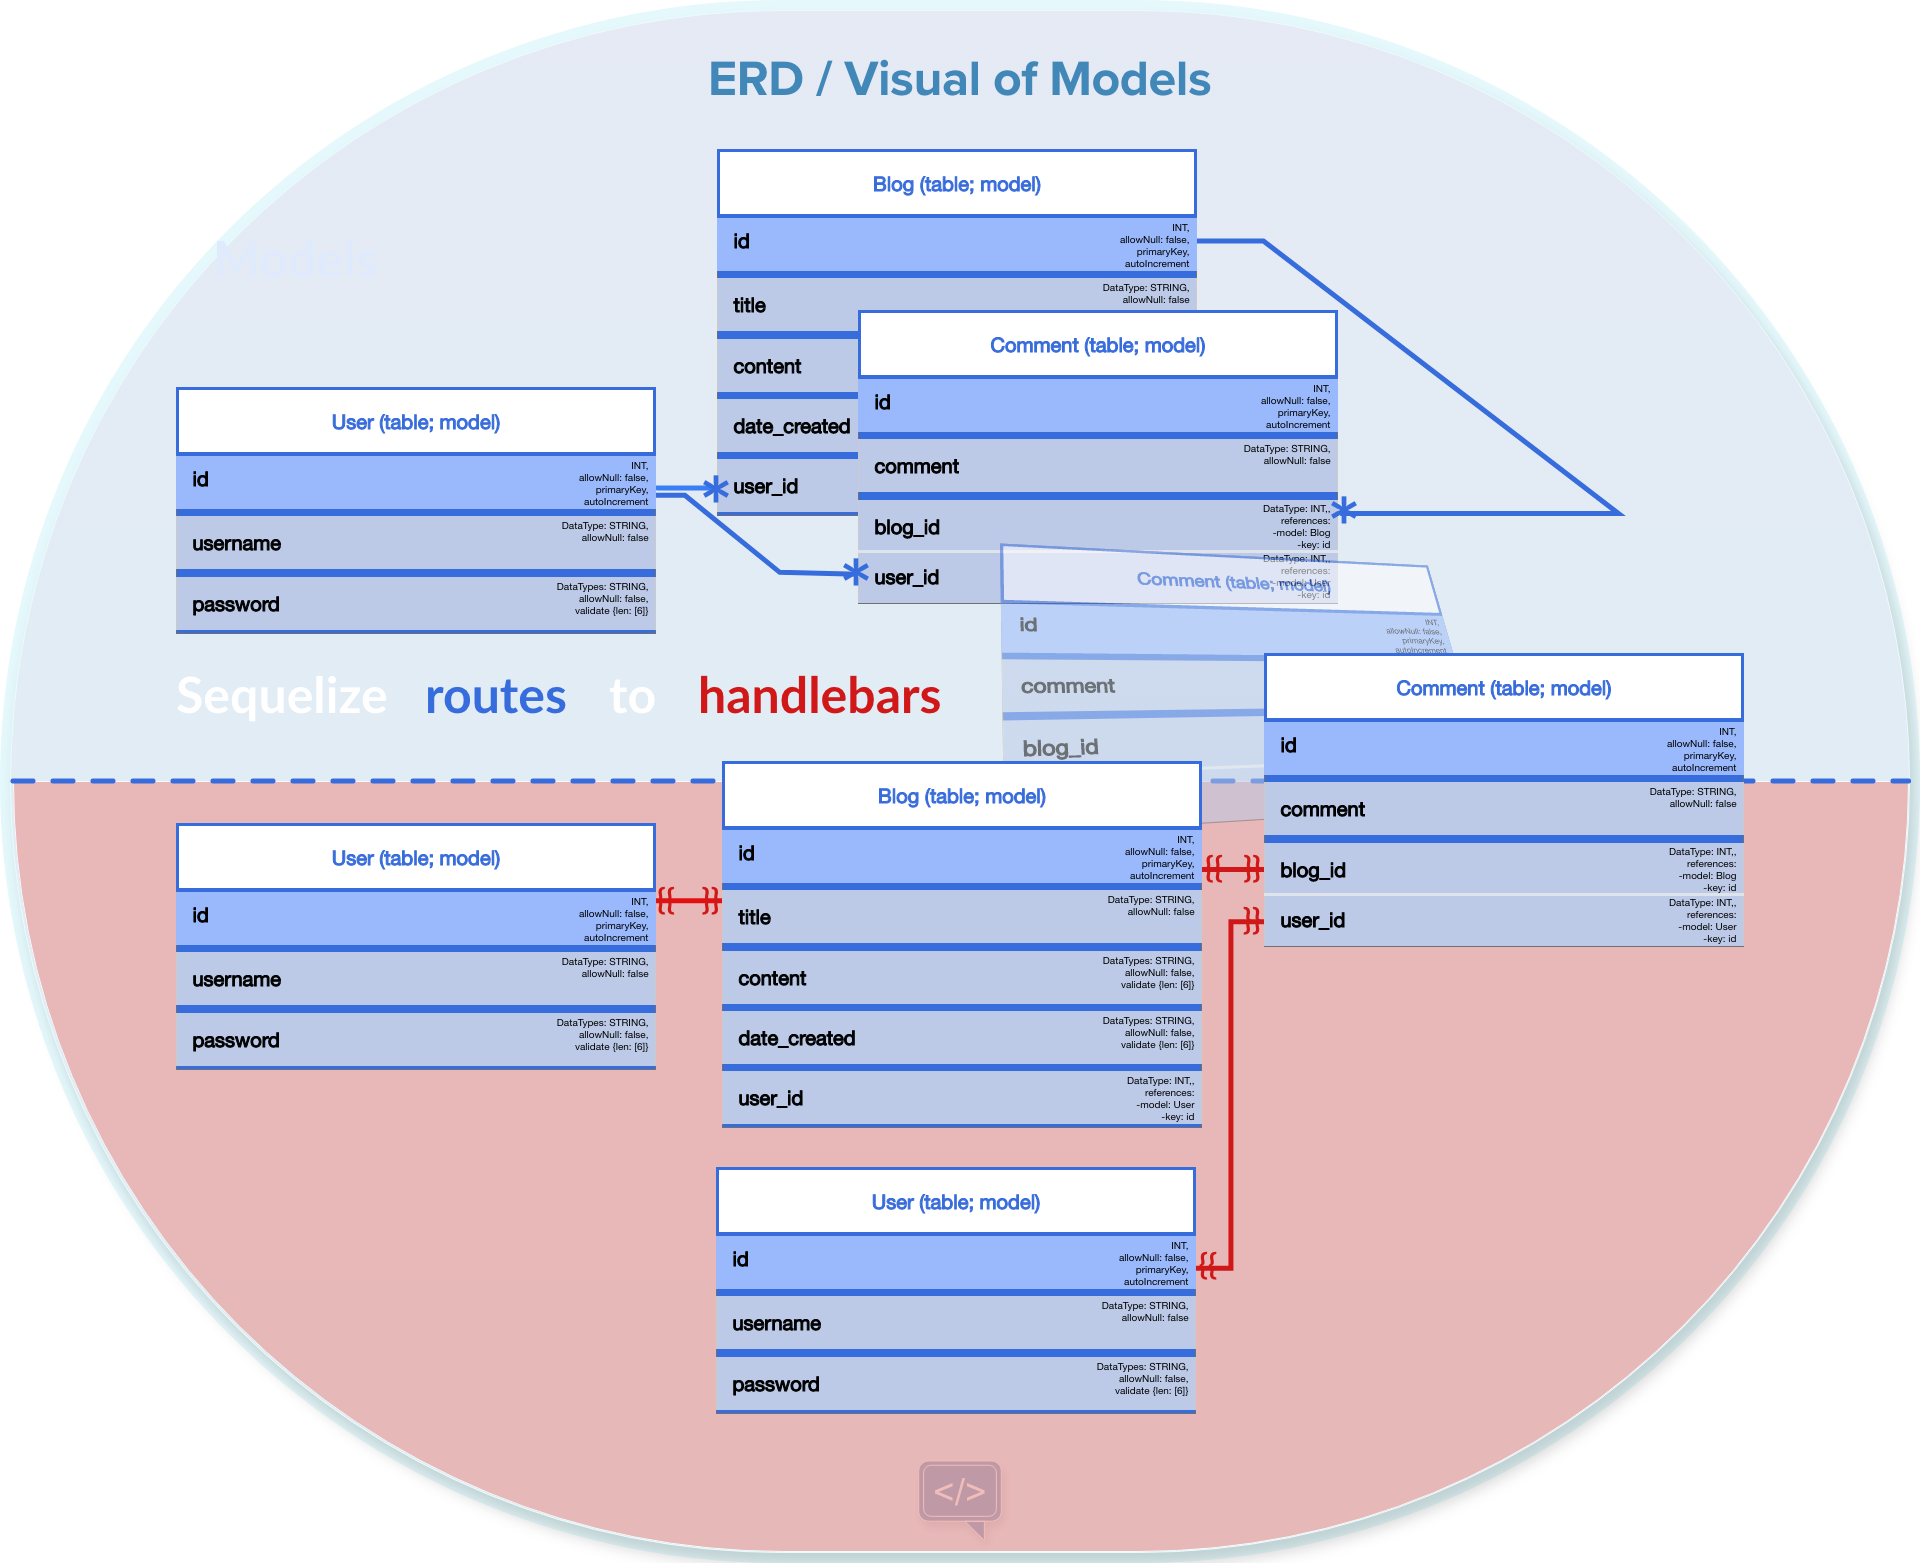 ERD / Visual of Models
Models
Blog (table; model)
id
INT,
allowNull: false,
primaryKey,
autoIncrement
title
DataType: STRING,
allowNull: false
content
date_created
user_id
Comment (table; model)
id
INT,
allowNull: false,
primaryKey,
autoIncrement
comment
DataType: STRING,
allowNull: false
blog_id
DataType: INT,,
references:
-model: Blog
-key: id
user_id
DataType: INT,,
references:
-model: User
-key: id
User (table; model)
id
INT,
allowNull: false,
primaryKey,
autoIncrement
username
DataType: STRING,
allowNull: false
password
DataTypes: STRING,
allowNull: false,
validate {len: [6]}
Comment (table; model)
id
INT,
allowNull: false,
primaryKey,
autoIncrement
comment
blog_id
Sequelize routes to handlebars
Comment (table; model)
id
INT,
allowNull: false,
primaryKey,
autoIncrement
comment
DataType: STRING,
allowNull: false
blog_id
DataType: INT,,
references:
-model: Blog
-key: id
user_id
DataType: INT,,
references:
-model: User
-key: id
Blog (table; model)
id
INT,
allowNull: false,
primaryKey,
autoIncrement
title
DataType: STRING,
allowNull: false
content
DataTypes: STRING,
allowNull: false,
validate {len: [6]}
date_created
DataTypes: STRING,
allowNull: false,
validate {len: [6]}
user_id
DataType: INT,,
references:
-model: User
-key: id
User (table; model)
id
INT,
allowNull: false,
primaryKey,
autoIncrement
username
DataType: STRING,
allowNull: false
password
DataTypes: STRING,
allowNull: false,
validate {len: [6]}
{{ }}
{{ }}
}}
{{
User (table; model)
id
INT,
allowNull: false,
primaryKey,
autoIncrement
username
DataType: STRING,
allowNull: false
password
DataTypes: STRING,
allowNull: false,
validate {len: [6]}
</>